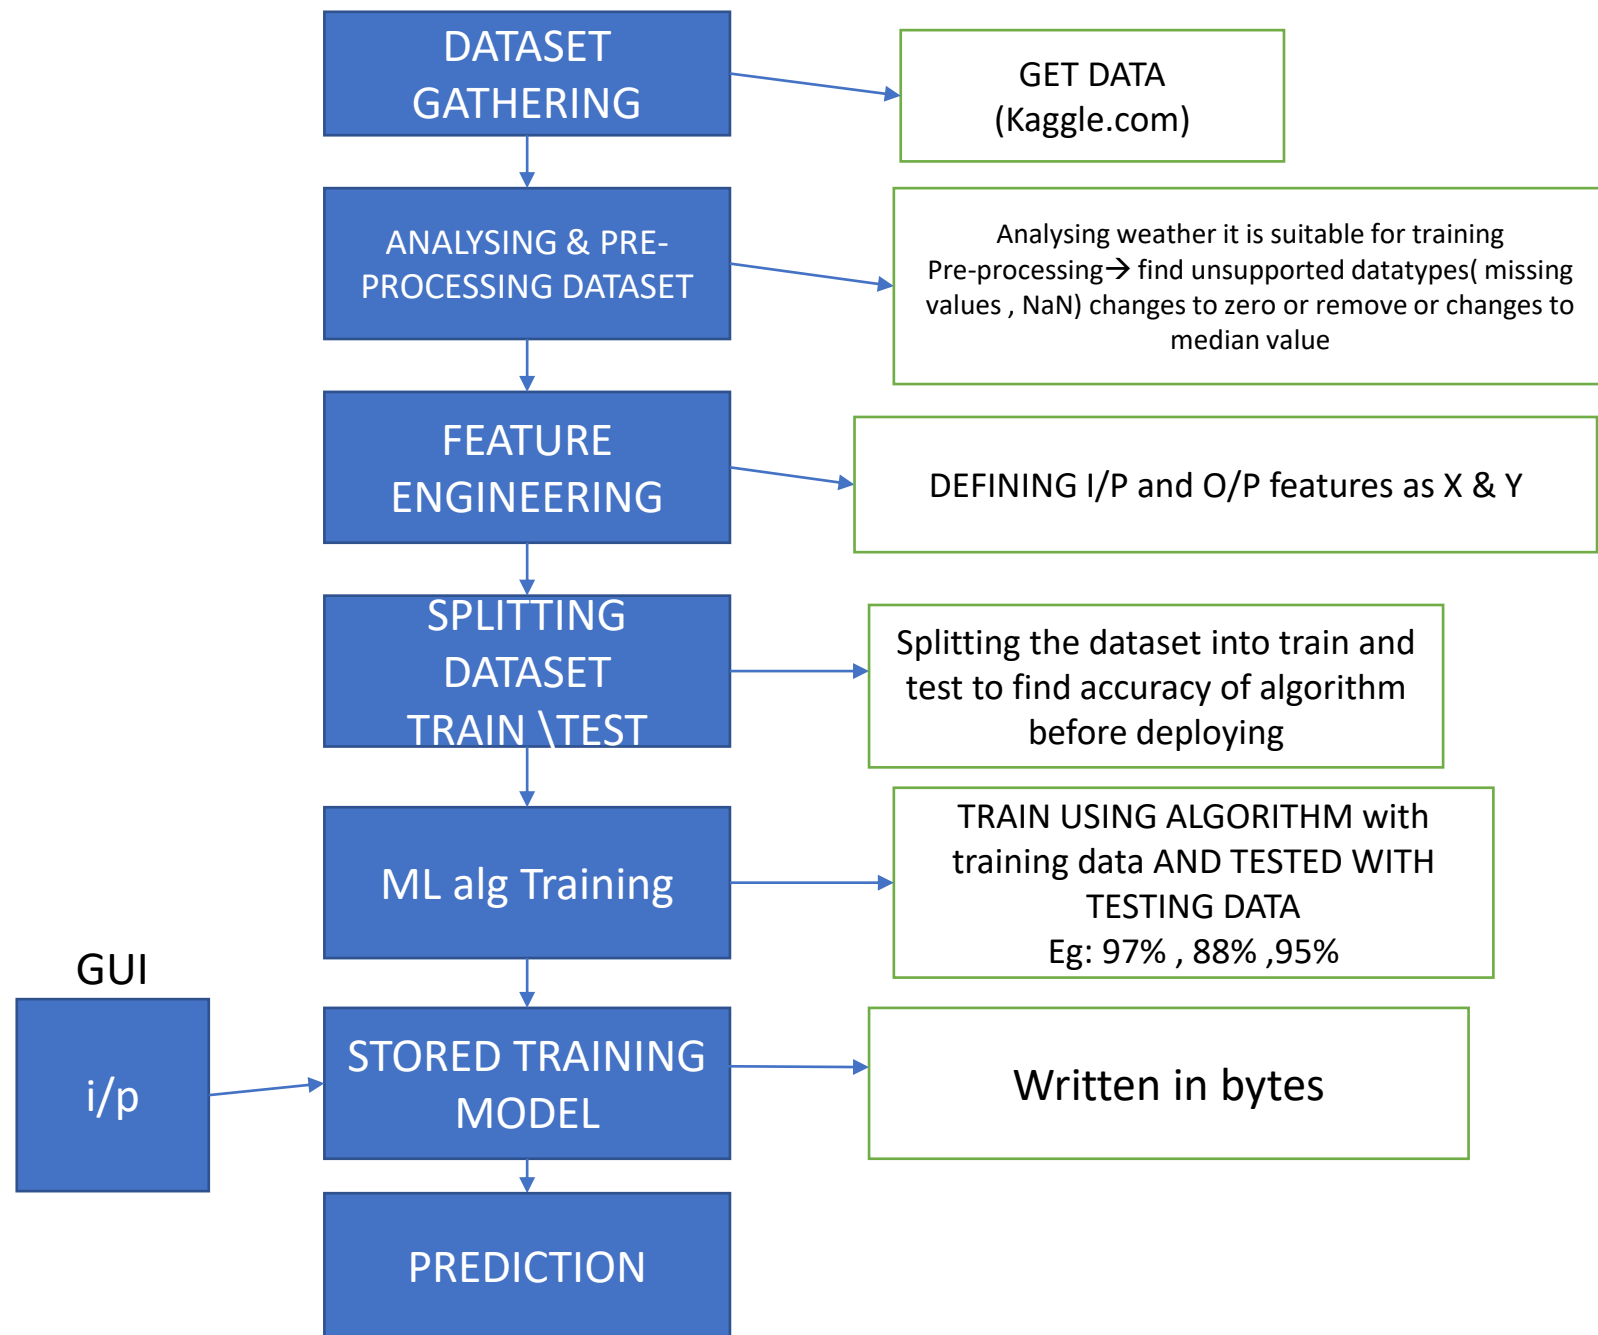 DATASET
GATHERING
GET DATA
(Kaggle.com)
ANALYSING & PRE-
PROCESSING DATASET
Analysing weather it is suitable for training
Pre-processing→ find unsupported datatypes( missing
values , NaN) changes to zero or remove or changes to
median value
FEATURE
ENGINEERING
DEFINING I/P and O/P features as X & Y
SPLITTING
DATASET
TRAIN \TEST
Splitting the dataset into train and
test to find accuracy of algorithm
before deploying
ML alg Training
TRAIN USING ALGORITHM with
training data AND TESTED WITH
TESTING DATA
Eg: 97% , 88% ,95%
GUI
i/p
STORED TRAINING
MODEL
Written in bytes
PREDICTION